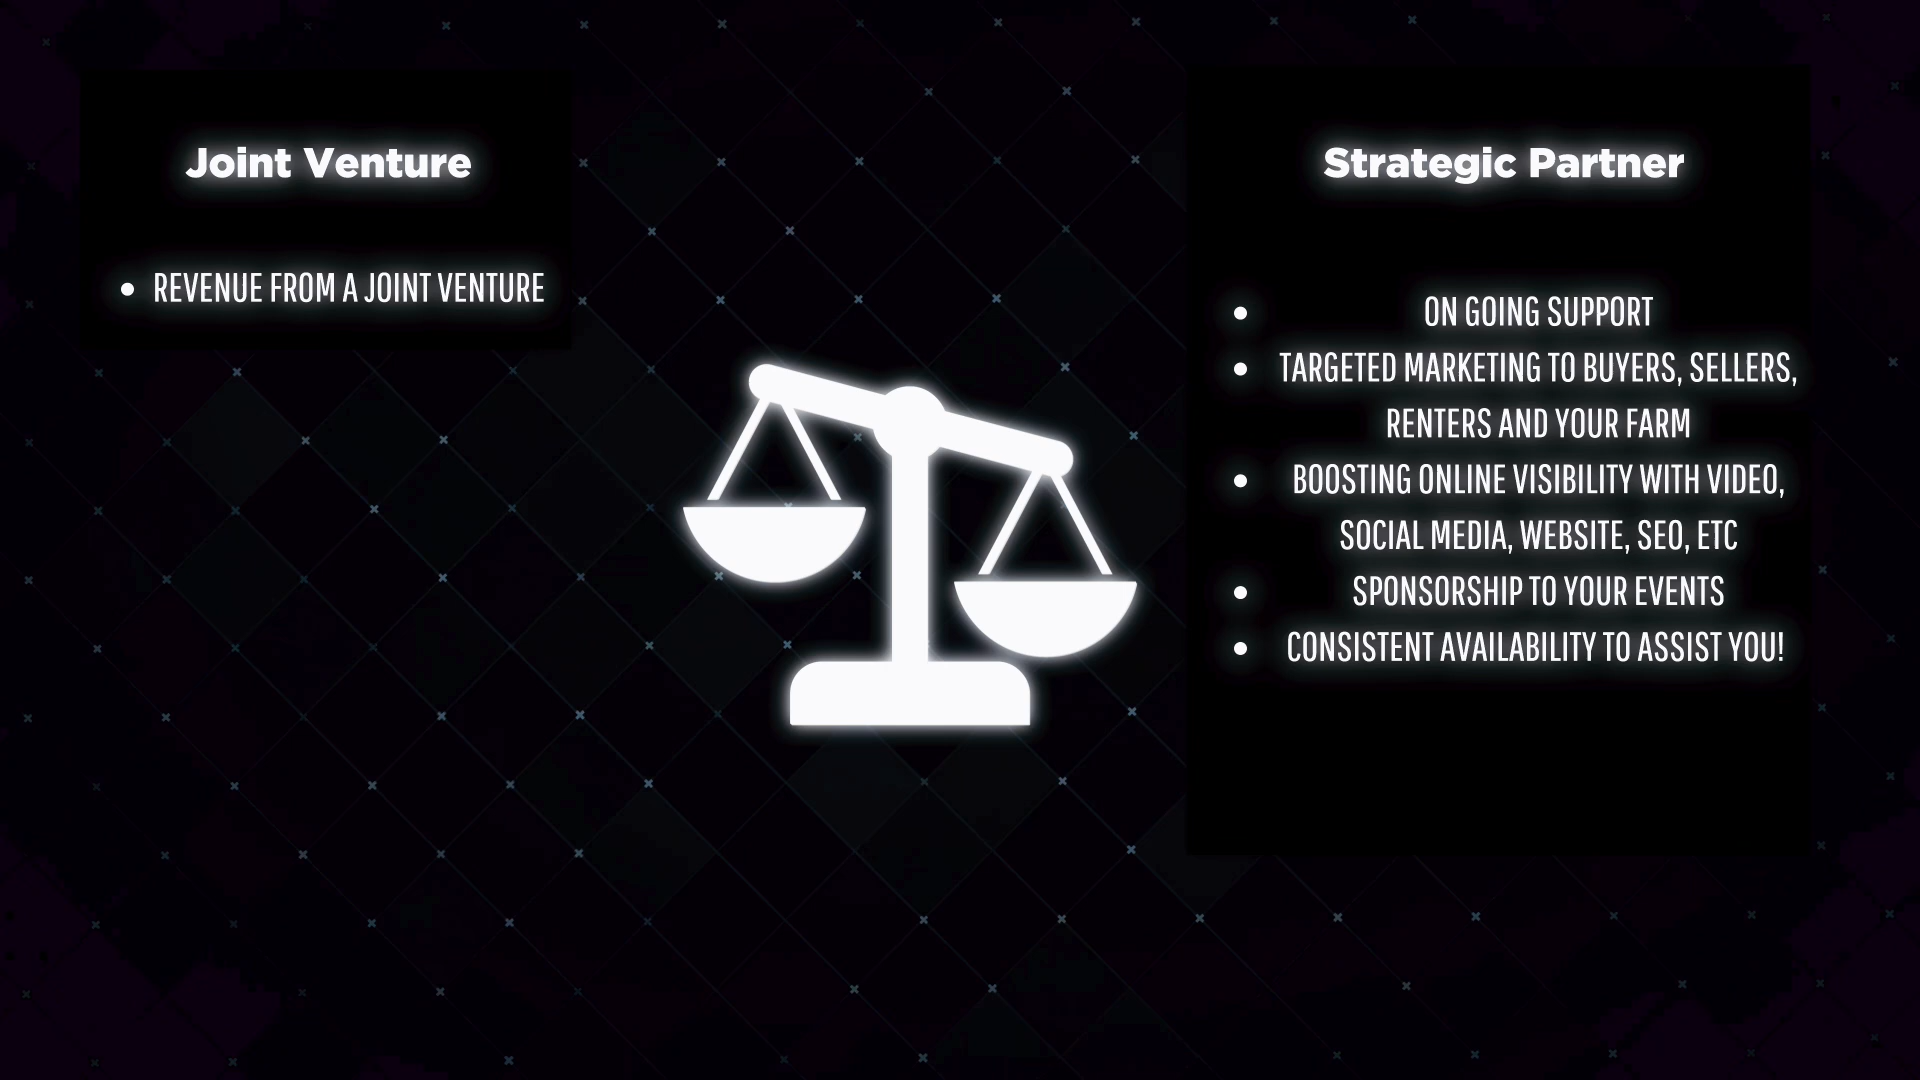 Joint Venture
• REVENUE FROM A JOINT VENTURE
Strategic Partner
• ON GOING SUPPORT
• TARGETED MARKETING TO BUYERS, SELLERS,
RENTERS AND YOUR FARM
• BOOSTING ONLINE VISIBILITY WITH VIDEO,
SOCIAL MEDIA, WEBSITE, SEO, ETC
• SPONSORSHIP TO YOUR EVENTS
• CONSISTENT AVAILABILITY TO ASSIST YOU!